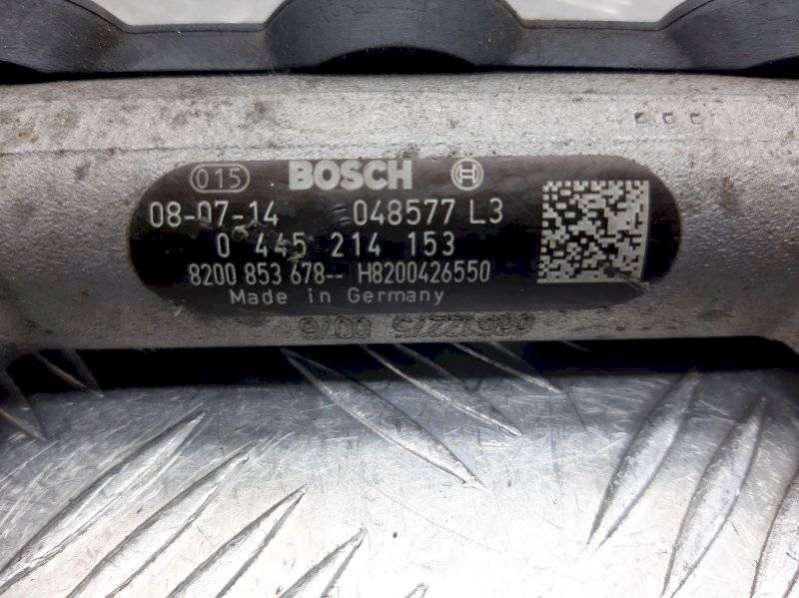 015 BOSCH
08-07-14 048577 L3
0 445 214 153
8200 853 678-- H8200426550
Made in Germany